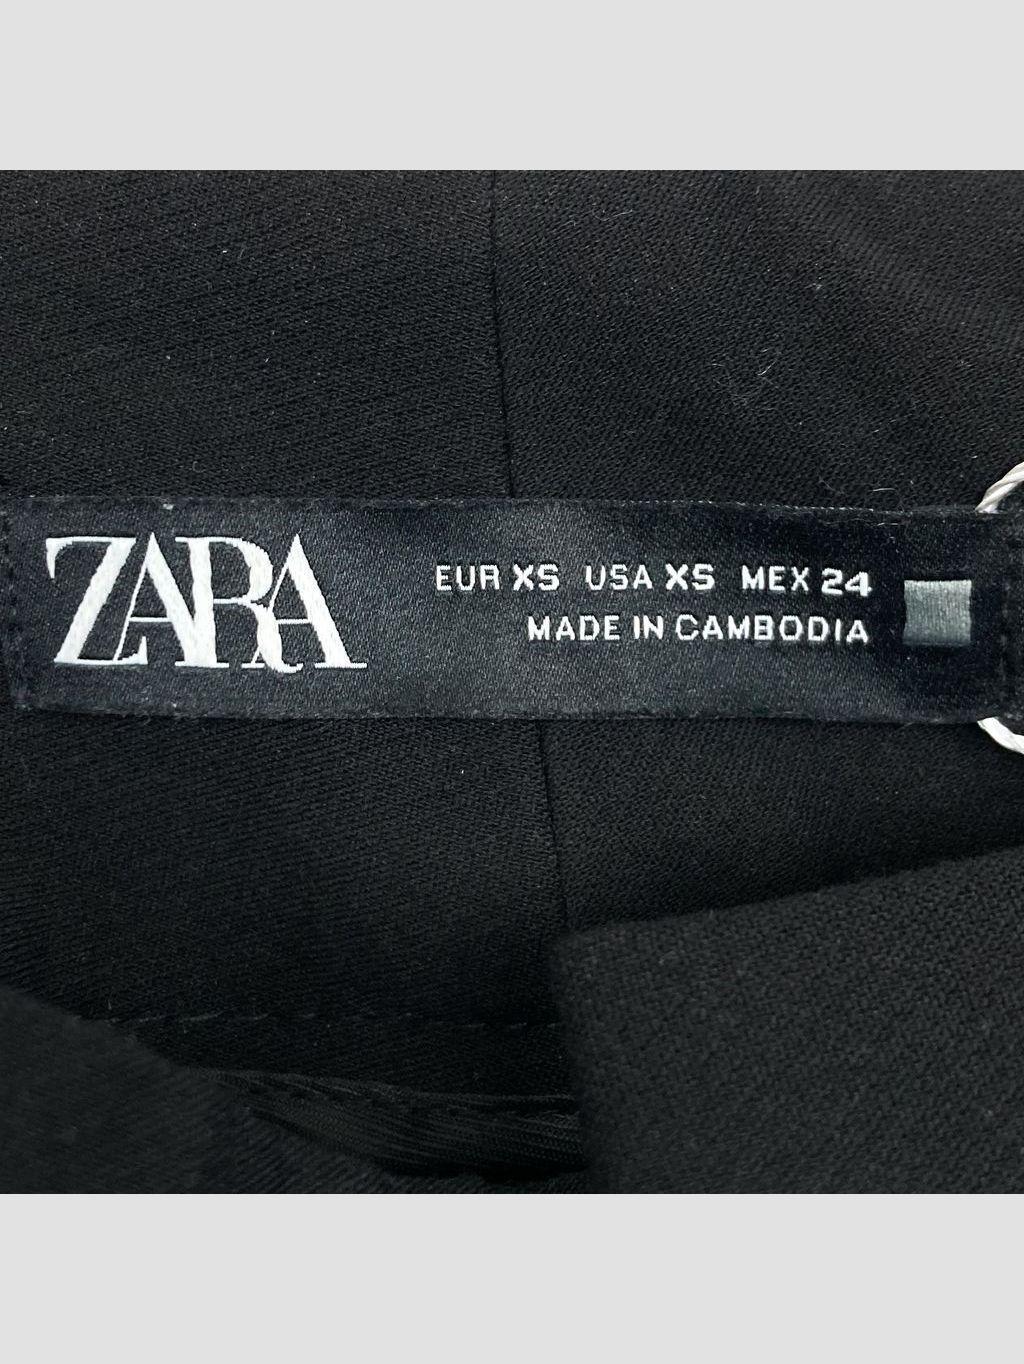 ZARA
EUR XS USA XS MEX 24
MADE IN CAMBODIA